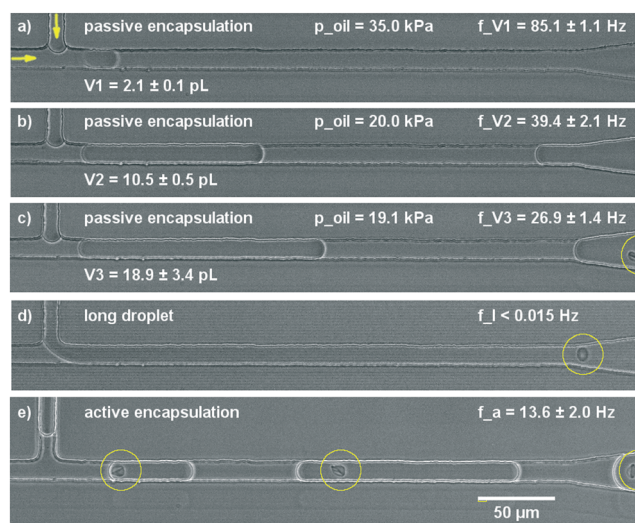 a) passive encapsulation p_oil = 35.0 kPa f_V1 = 85.1 ± 1.1 Hz
V1 = 2.1 ± 0.1 pL
b) passive encapsulation p_oil = 20.0 kPa f_V2 = 39.4 ± 2.1 Hz
V2 = 10.5 ± 0.5 pL
c) passive encapsulation p_oil = 19.1 kPa f_V3 = 26.9 ± 1.4 Hz
V3 = 18.9 ± 3.4 pL
d) long droplet f_l < 0.015 Hz
e) active encapsulation f_a = 13.6 ± 2.0 Hz
50 µm